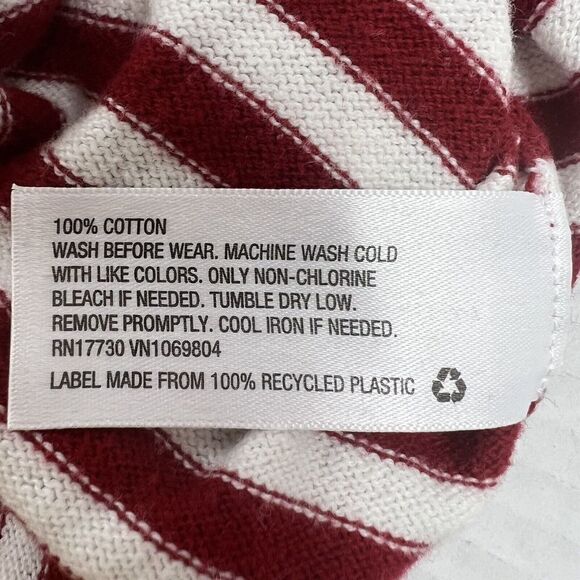 100% COTTON
WASH BEFORE WEAR. MACHINE WASH COLD
WITH LIKE COLORS. ONLY NON-CHLORINE
BLEACH IF NEEDED. TUMBLE DRY LOW.
REMOVE PROMPTLY. COOL IRON IF NEEDED.
RN17730 VN1069804
LABEL MADE FROM 100% RECYCLED PLASTIC